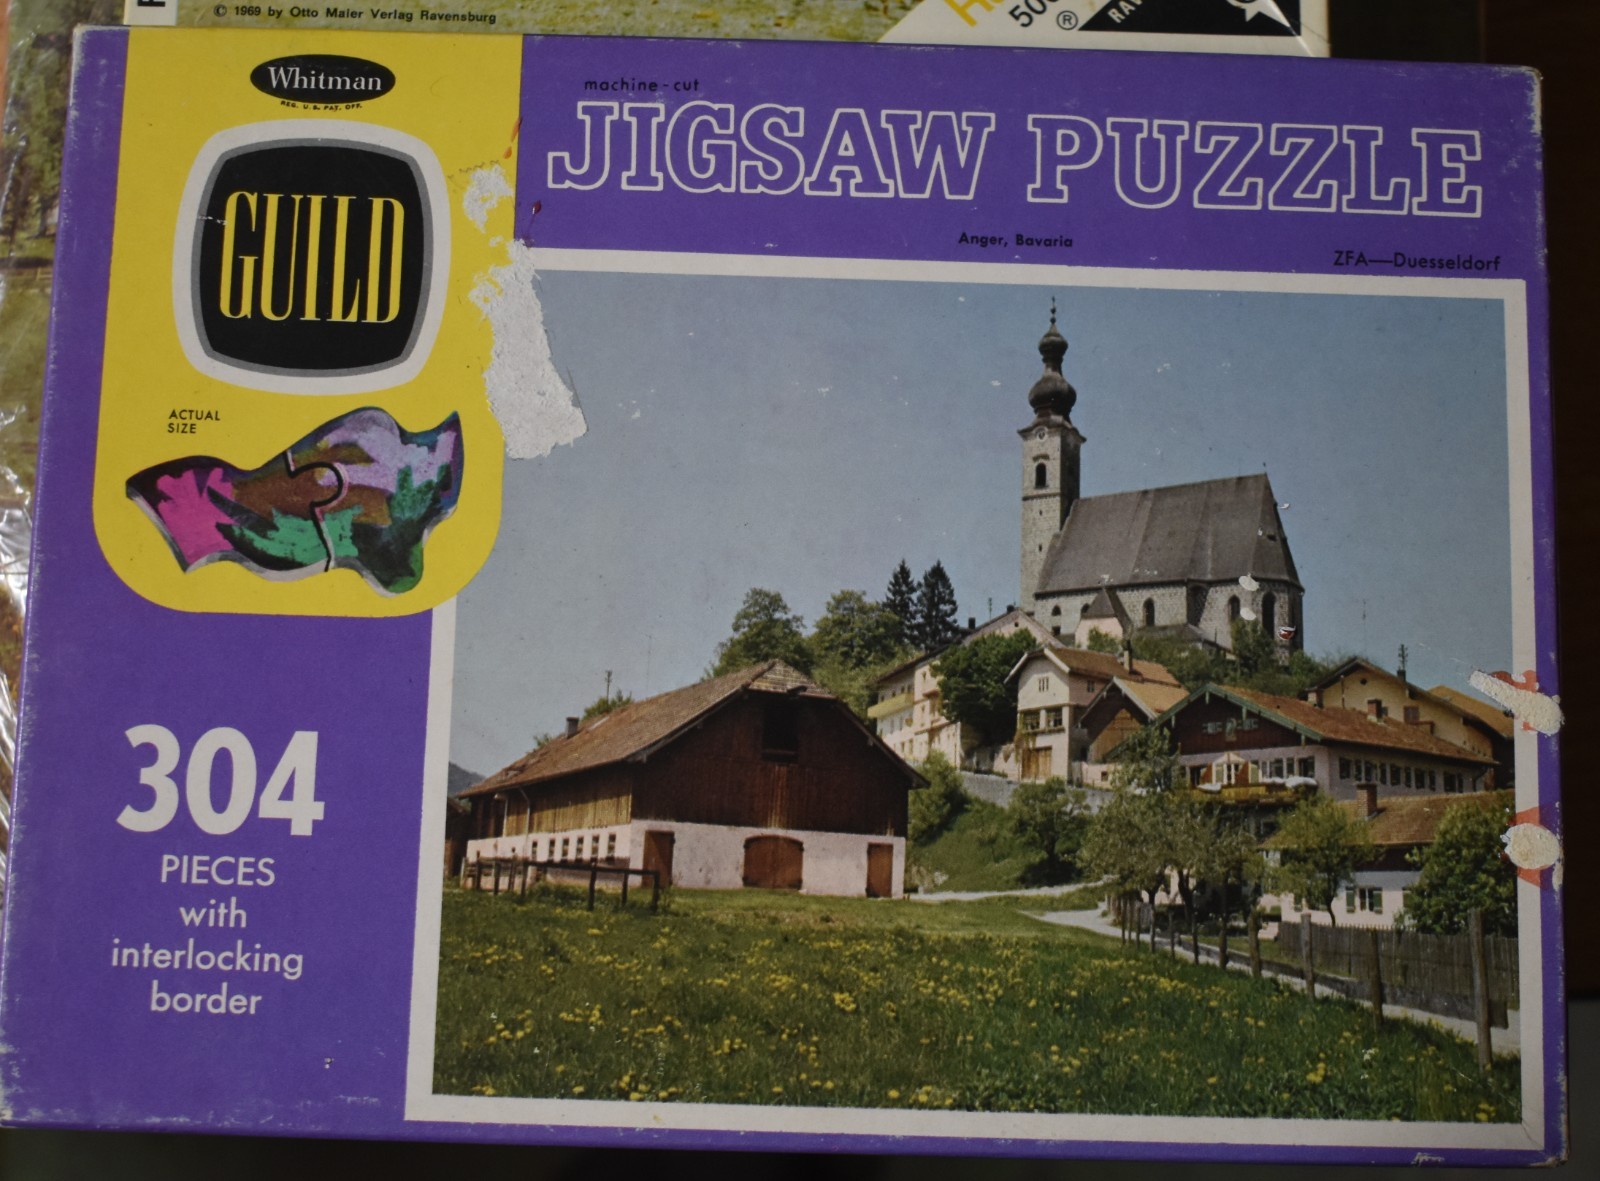 © 1969 by Otto Maier Verlag Ravensburg
®
Whitman
REG. U.S. PAT. OFF.
GUILD
ACTUAL
SIZE
machine-cut
JIGSAW PUZZLE
Anger, Bavaria
ZFA—Duesseldorf
304
PIECES
with
interlocking
border